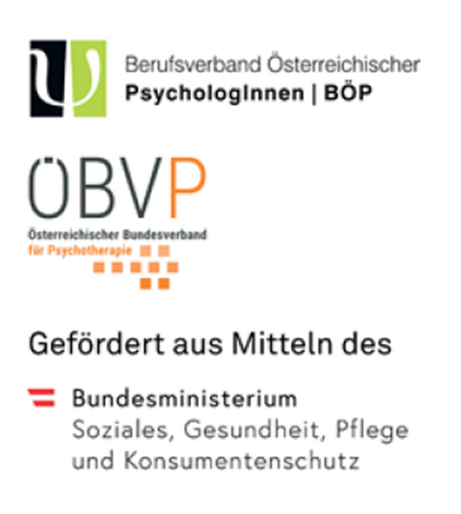 Berufsverband Österreichischer
PsychologInnen | BÖP
ÖBVP
Österreichischer Bundesverband
für Psychotherapie
Gefördert aus Mitteln des
Bundesministerium
Soziales, Gesundheit, Pflege
und Konsumentenschutz